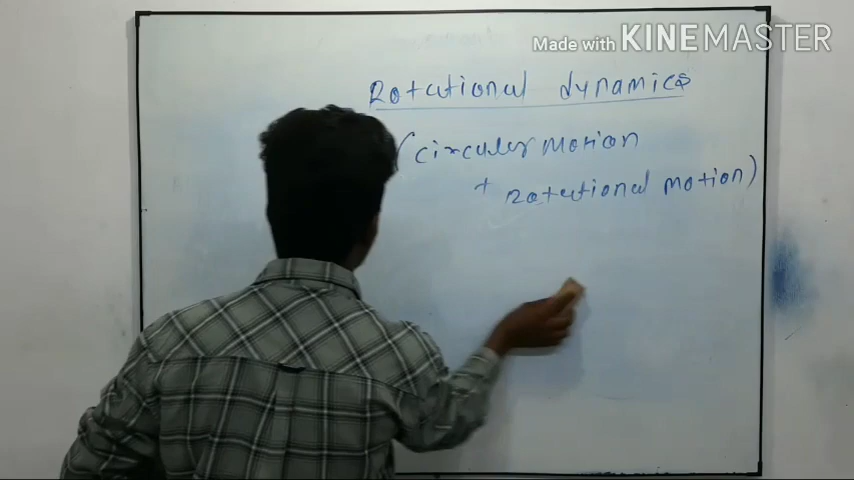 Made with KINEMASTER
Rotational dynamics
(circular motion
+ Rotational motion)